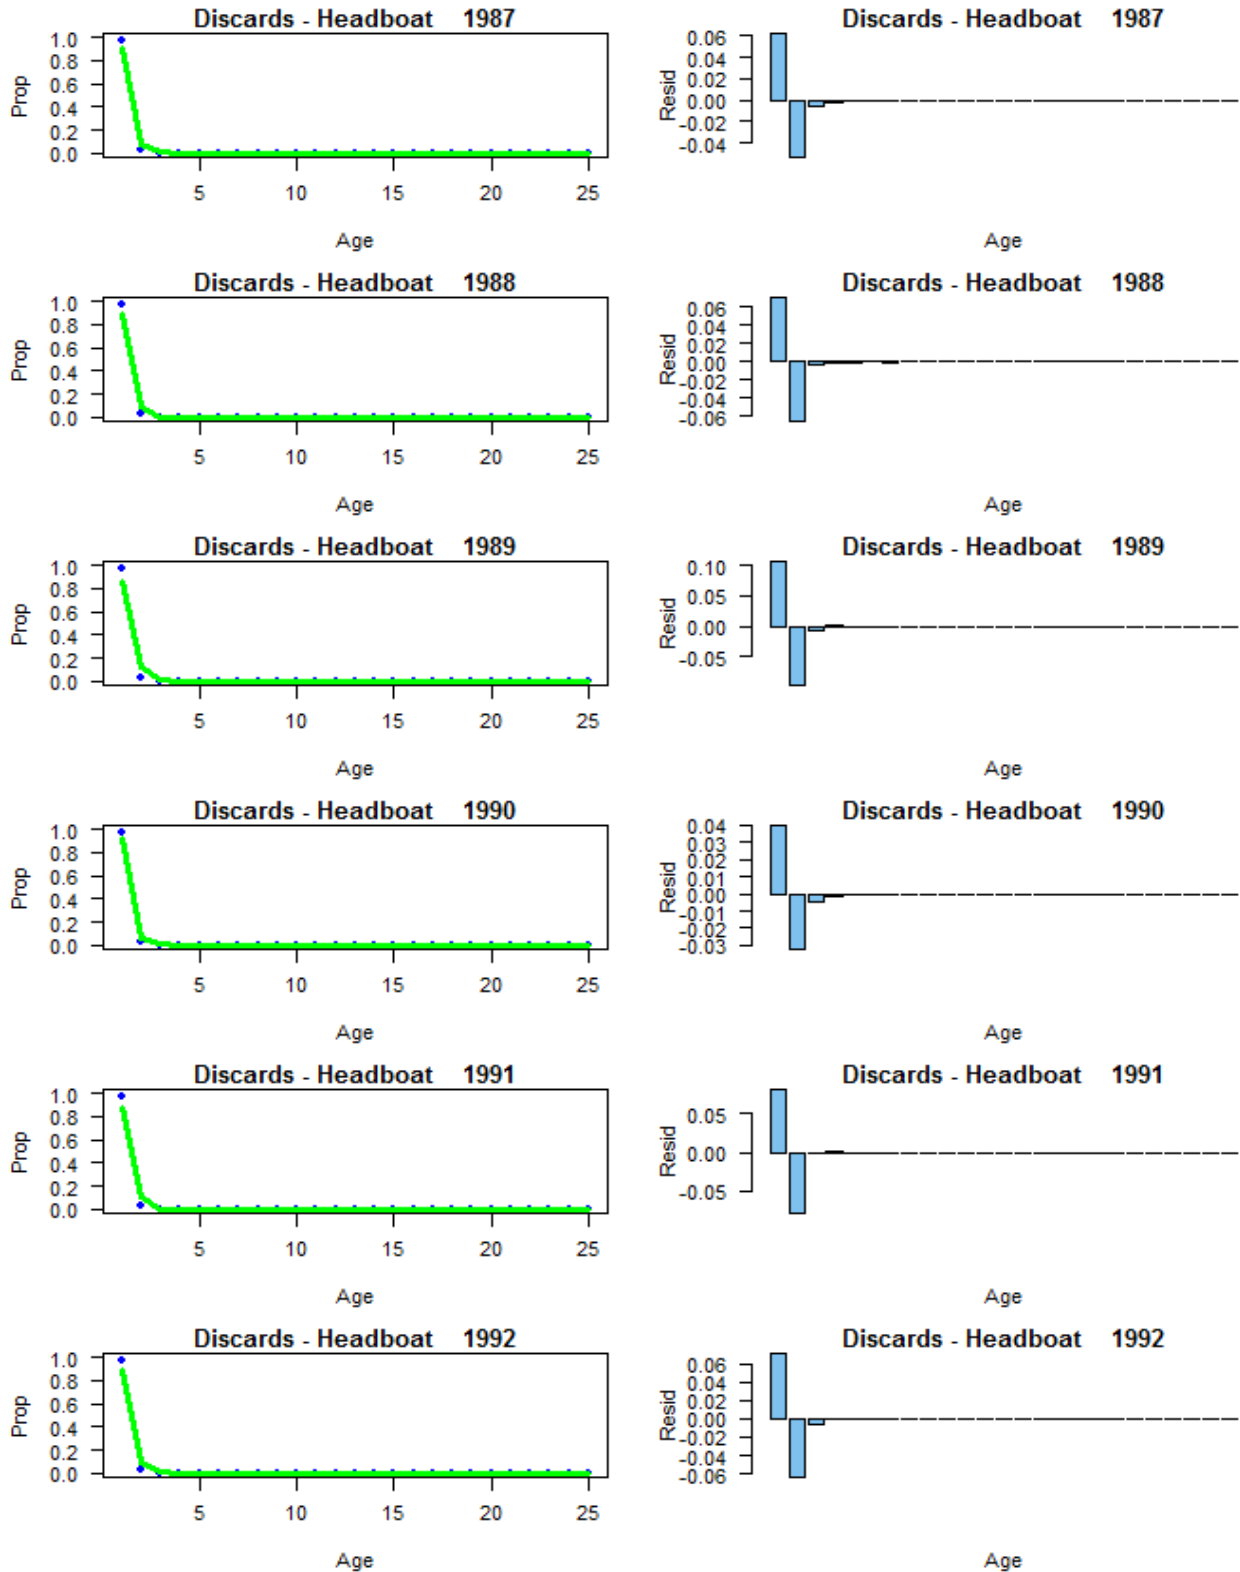 Discards - Headboat 1987
Prop
1.0
0.8
0.6
0.4
0.2
0.0
5 10 15 20 25
Age
Discards - Headboat 1987
Resid
0.06
0.04
0.02
0.00
-0.02
-0.04
Age
Discards - Headboat 1988
Prop
1.0
0.8
0.6
0.4
0.2
0.0
5 10 15 20 25
Age
Discards - Headboat 1988
Resid
0.06
0.04
0.02
0.00
-0.02
-0.04
-0.06
Age
Discards - Headboat 1989
Prop
1.0
0.8
0.6
0.4
0.2
0.0
5 10 15 20 25
Age
Discards - Headboat 1989
Resid
0.10
0.05
0.00
-0.05
Age
Discards - Headboat 1990
Prop
1.0
0.8
0.6
0.4
0.2
0.0
5 10 15 20 25
Age
Discards - Headboat 1990
Resid
0.04
0.03
0.02
0.01
0.00
-0.01
-0.02
-0.03
Age
Discards - Headboat 1991
Prop
1.0
0.8
0.6
0.4
0.2
0.0
5 10 15 20 25
Age
Discards - Headboat 1991
Resid
0.05
0.00
-0.05
Age
Discards - Headboat 1992
Prop
1.0
0.8
0.6
0.4
0.2
0.0
5 10 15 20 25
Age
Discards - Headboat 1992
Resid
0.06
0.04
0.02
0.00
-0.02
-0.04
-0.06
Age